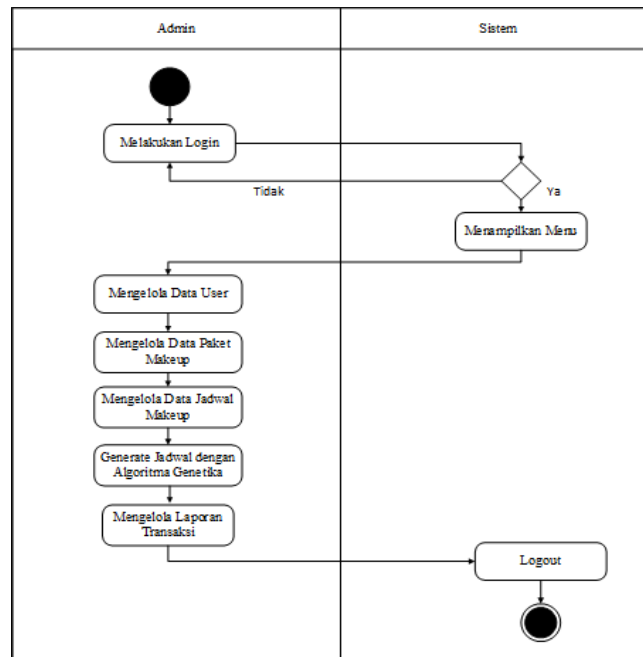 Admin
Sistem
Melakukan Login
Tidak
Ya
Menampilkan Menu
Mengelola Data User
Mengelola Data Paket
Makeup
Mengelola Data Jadwal
Makeup
Generate Jadwal dengan
Algoritma Genetika
Mengelola Laporan
Transaksi
Logout